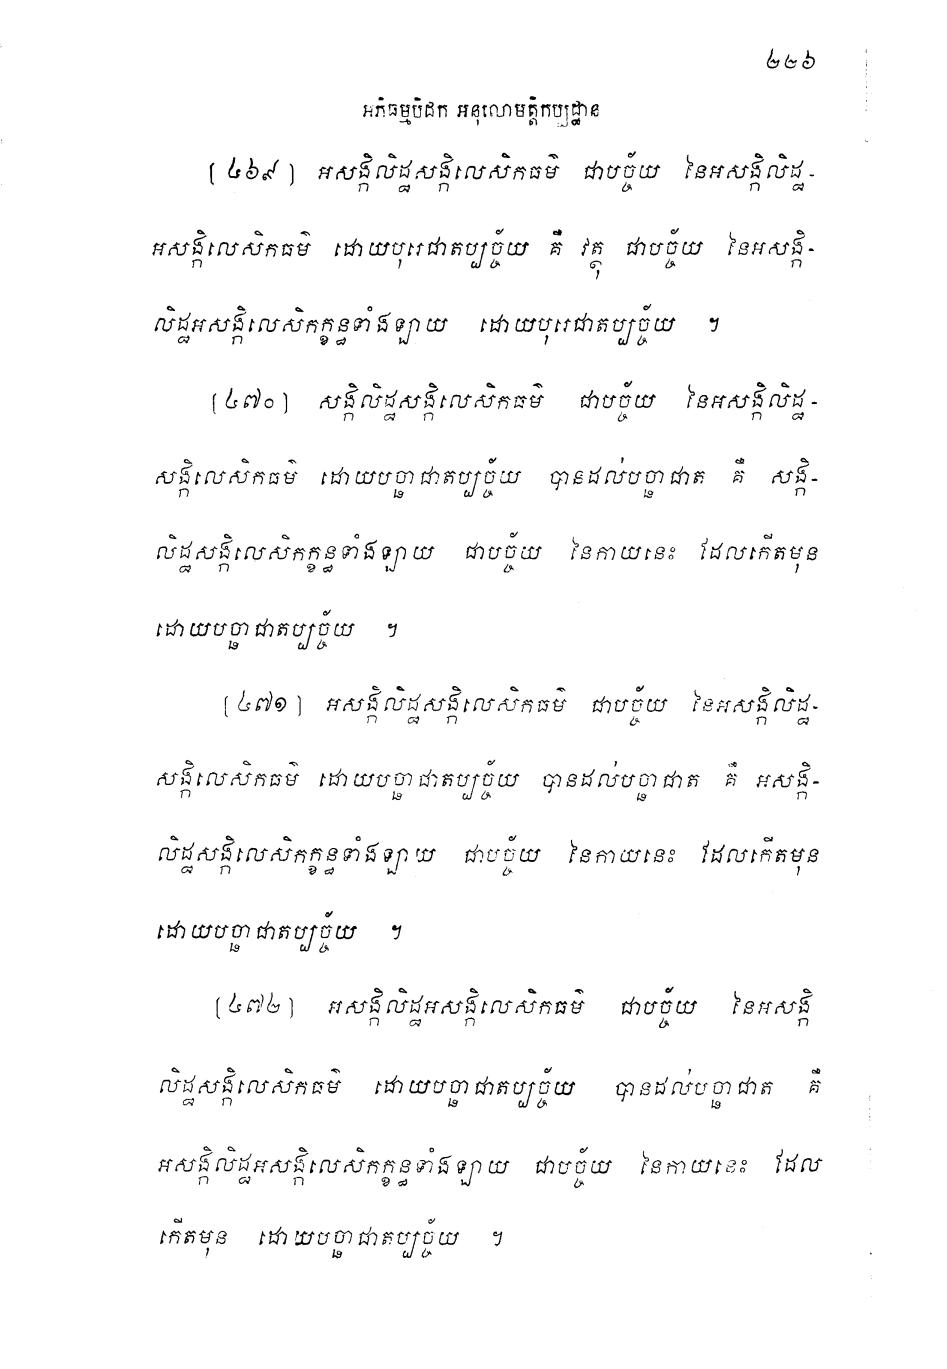 ២២៦
អភិធម្មបិដក អនុលោមត្តិកប្បដ្ឋាន
[៤៦៩] អសង្កិលិដ្ឋសង្កិលេសិកធម៌ ជាបច្ច័យ នៃអសង្កិលិដ្ឋ-
អសង្កិលេសិកធម៌ ដោយបុរេជាតប្បច្ច័យ គឺ វត្ថុ ជាបច្ច័យ នៃអសង្កិ-
លិដ្ឋអសង្កិលេសិកក្ខន្ធទាំងឡាយ ដោយបុរេជាតប្បច្ច័យ ។
[៤៧០] សង្កិលិដ្ឋសង្កិលេសិកធម៌ ជាបច្ច័យ នៃអសង្កិលិដ្ឋ-
សង្កិលេសិកធម៌ ដោយបច្ឆាជាតប្បច្ច័យ បានដល់បច្ឆាជាត គឺ សង្កិ-
លិដ្ឋសង្កិលេសិកក្ខន្ធទាំងឡាយ ជាបច្ច័យ នៃកាយនេះ ដែលកើតមុន
ដោយបច្ឆាជាតប្បច្ច័យ ។
[៤៧១] អសង្កិលិដ្ឋសង្កិលេសិកធម៌ ជាបច្ច័យ នៃអសង្កិលិដ្ឋ-
សង្កិលេសិកធម៌ ដោយបច្ឆាជាតប្បច្ច័យ បានដល់បច្ឆាជាត គឺ អសង្កិ-
លិដ្ឋសង្កិលេសិកក្ខន្ធទាំងឡាយ ជាបច្ច័យ នៃកាយនេះ ដែលកើតមុន
ដោយបច្ឆាជាតប្បច្ច័យ ។
[៤៧២] អសង្កិលិដ្ឋអសង្កិលេសិកធម៌ ជាបច្ច័យ នៃអសង្កិ
លិដ្ឋសង្កិលេសិកធម៌ ដោយបច្ឆាជាតប្បច្ច័យ បានដល់បច្ឆាជាត គឺ
អសង្កិលិដ្ឋអសង្កិលេសិកក្ខន្ធទាំងឡាយ ជាបច្ច័យ នៃកាយនេះ ដែល
កើតមុន ដោយបច្ឆាជាតប្បច្ច័យ ។